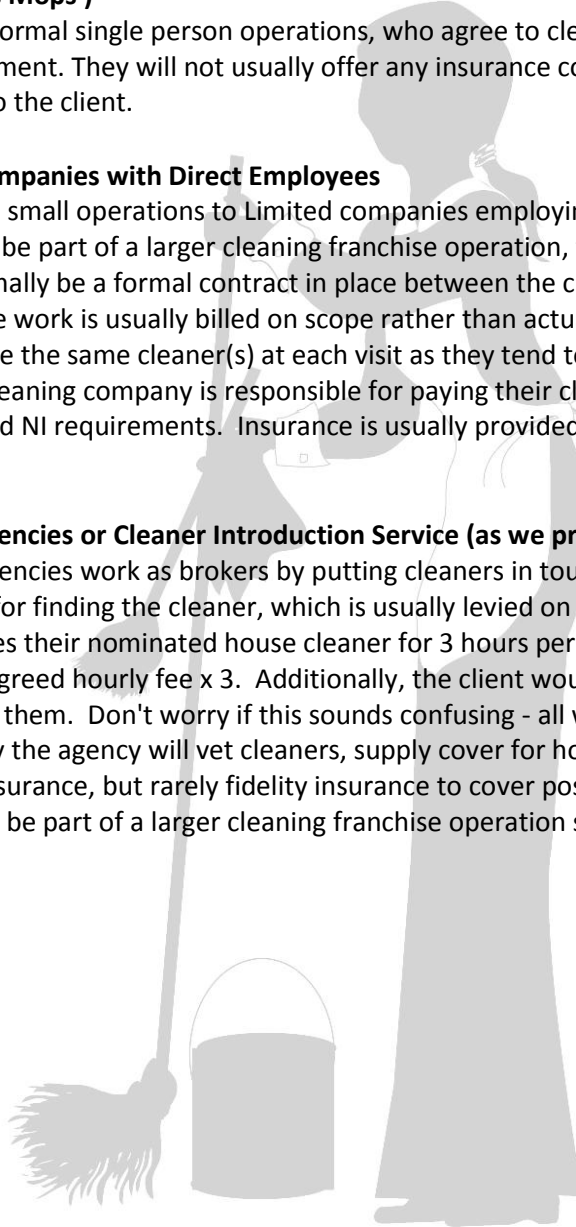 Mops')
ormal single person operations, who agree to cle
ment. They will not usually offer any insurance co
o the client.
mpanies with Direct Employees
small operations to Limited companies employin
be part of a larger cleaning franchise operation,
nally be a formal contract in place between the c
e work is usually billed on scope rather than actu
e the same cleaner(s) at each visit as they tend to
eaning company is responsible for paying their cl
d NI requirements. Insurance is usually provided
encies or Cleaner Introduction Service (as we pr
encies work as brokers by putting cleaners in tou
for finding the cleaner, which is usually levied on
es their nominated house cleaner for 3 hours per
greed hourly fee x 3. Additionally, the client wou
them. Don't worry if this sounds confusing - all w
y the agency will vet cleaners, supply cover for ho
surance, but rarely fidelity insurance to cover pos
be part of a larger cleaning franchise operation s